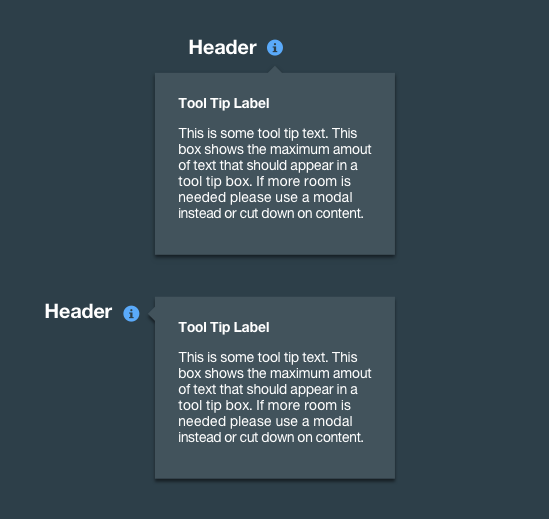 Header
Tool Tip Label
This is some tool tip text. This
box shows the maximum amout
of text that should appear in a
tool tip box. If more room is
needed please use a modal
instead or cut down on content.
Header
Tool Tip Label
This is some tool tip text. This
box shows the maximum amout
of text that should appear in a
tool tip box. If more room is
needed please use a modal
instead or cut down on content.